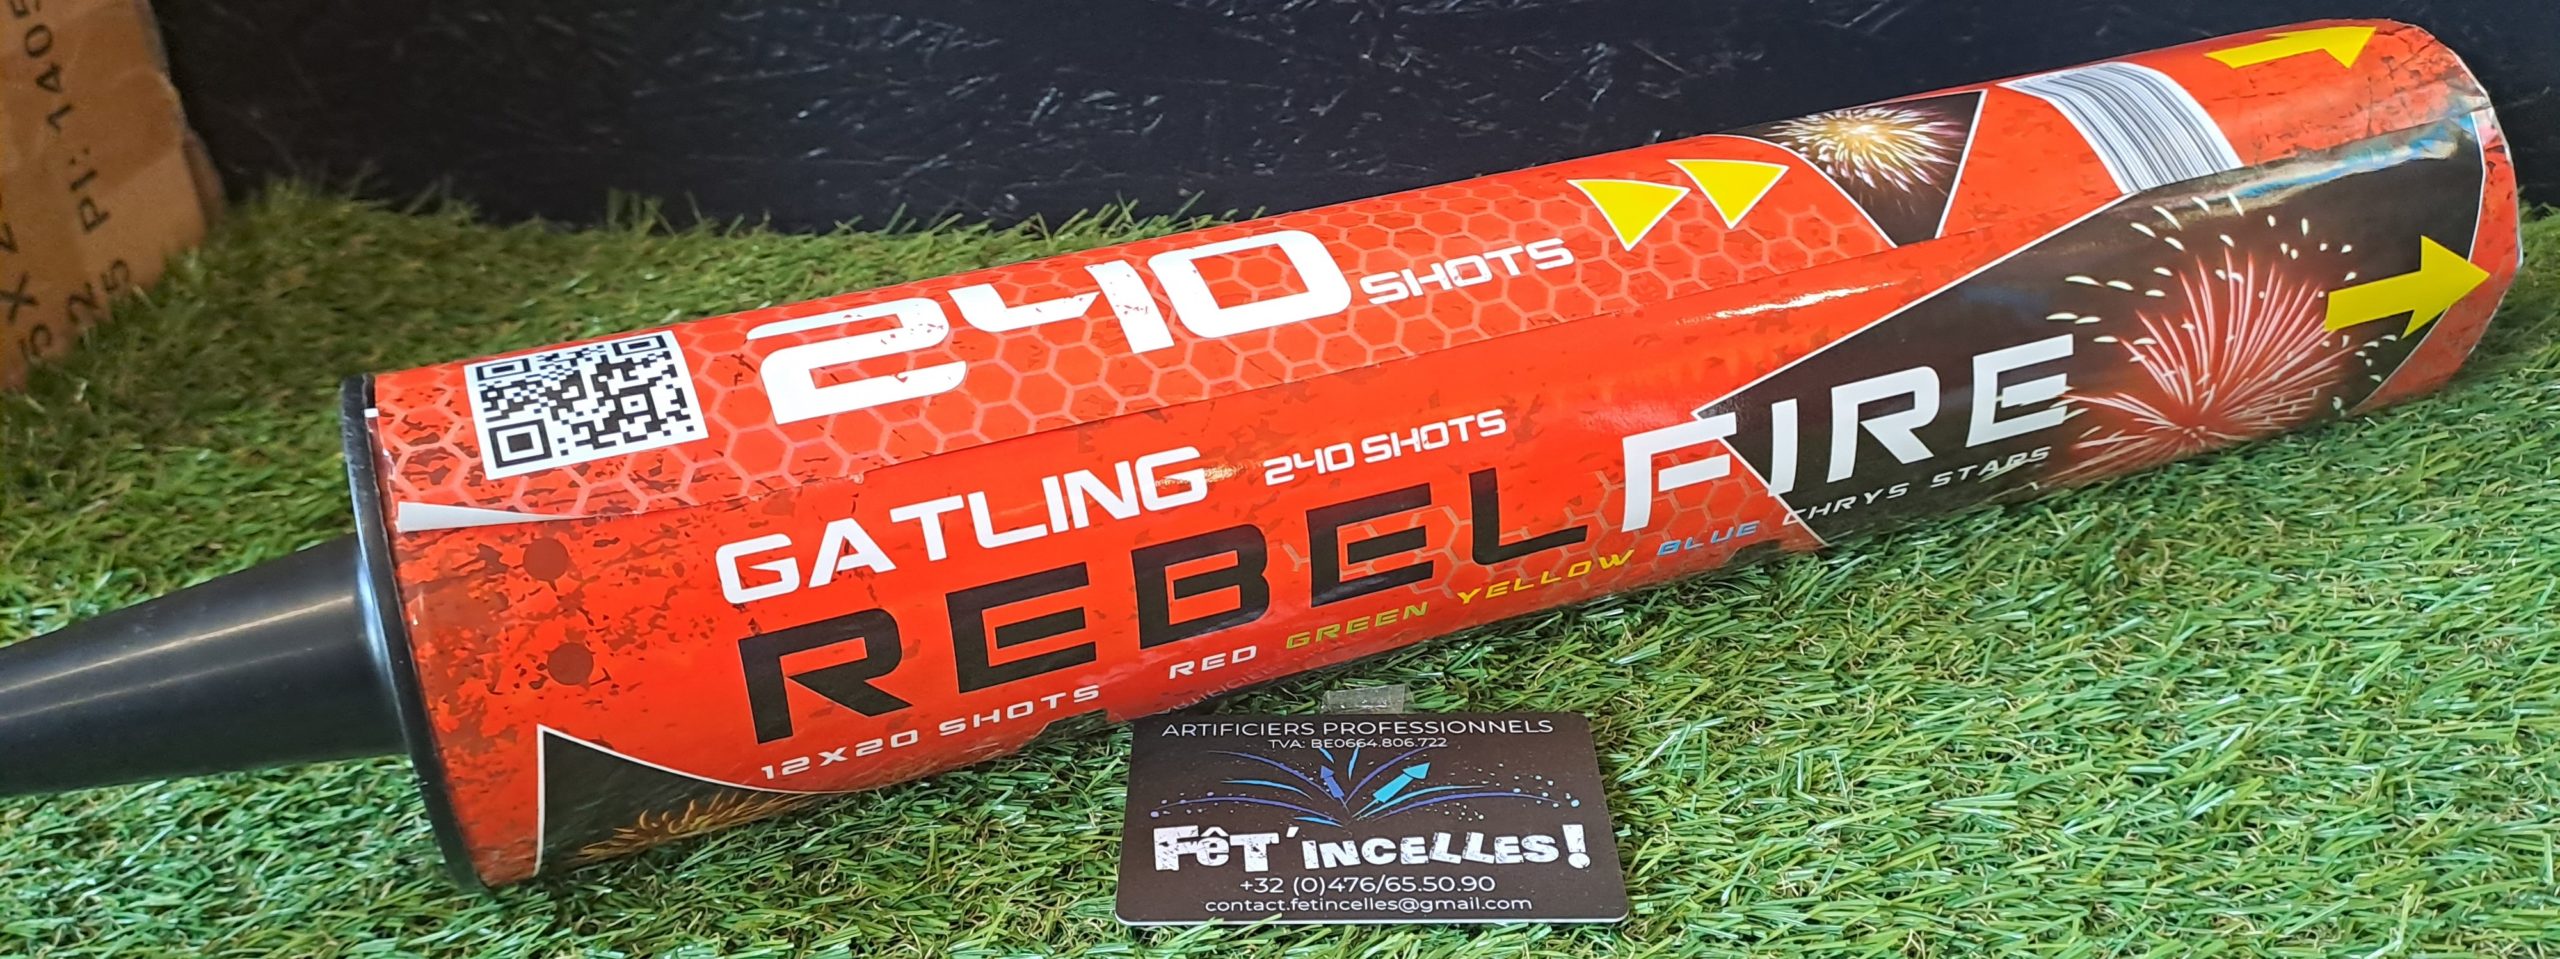 240 SHOTS
GATLING 240 SHOTS
REBEL FIRE
12X20 SHOTS RED GREEN YELLOW BLUE CHRYS STARS
ARTIFICIERS PROFESSIONNELS
TVA: BE0664.806.722
FÊT'INCELLES!
+32 (0)476/65.50.90
contact.fetincelles@gmail.com